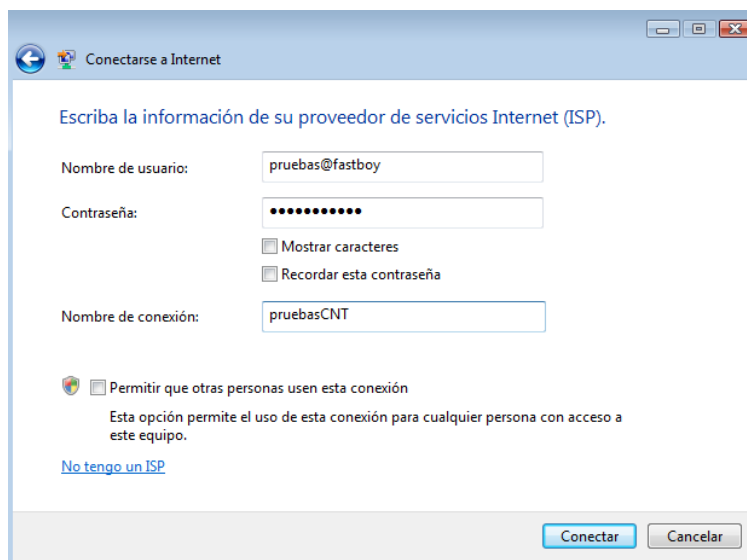 Conectarse a Internet
Escriba la información de su proveedor de servicios Internet (ISP).
Nombre de usuario: pruebas@fastboy
Contraseña: •••••••••••
Mostrar caracteres
Recordar esta contraseña
Nombre de conexión: pruebasCNT
Permitir que otras personas usen esta conexión
Esta opción permite el uso de esta conexión para cualquier persona con acceso a
este equipo.
No tengo un ISP
Conectar Cancelar